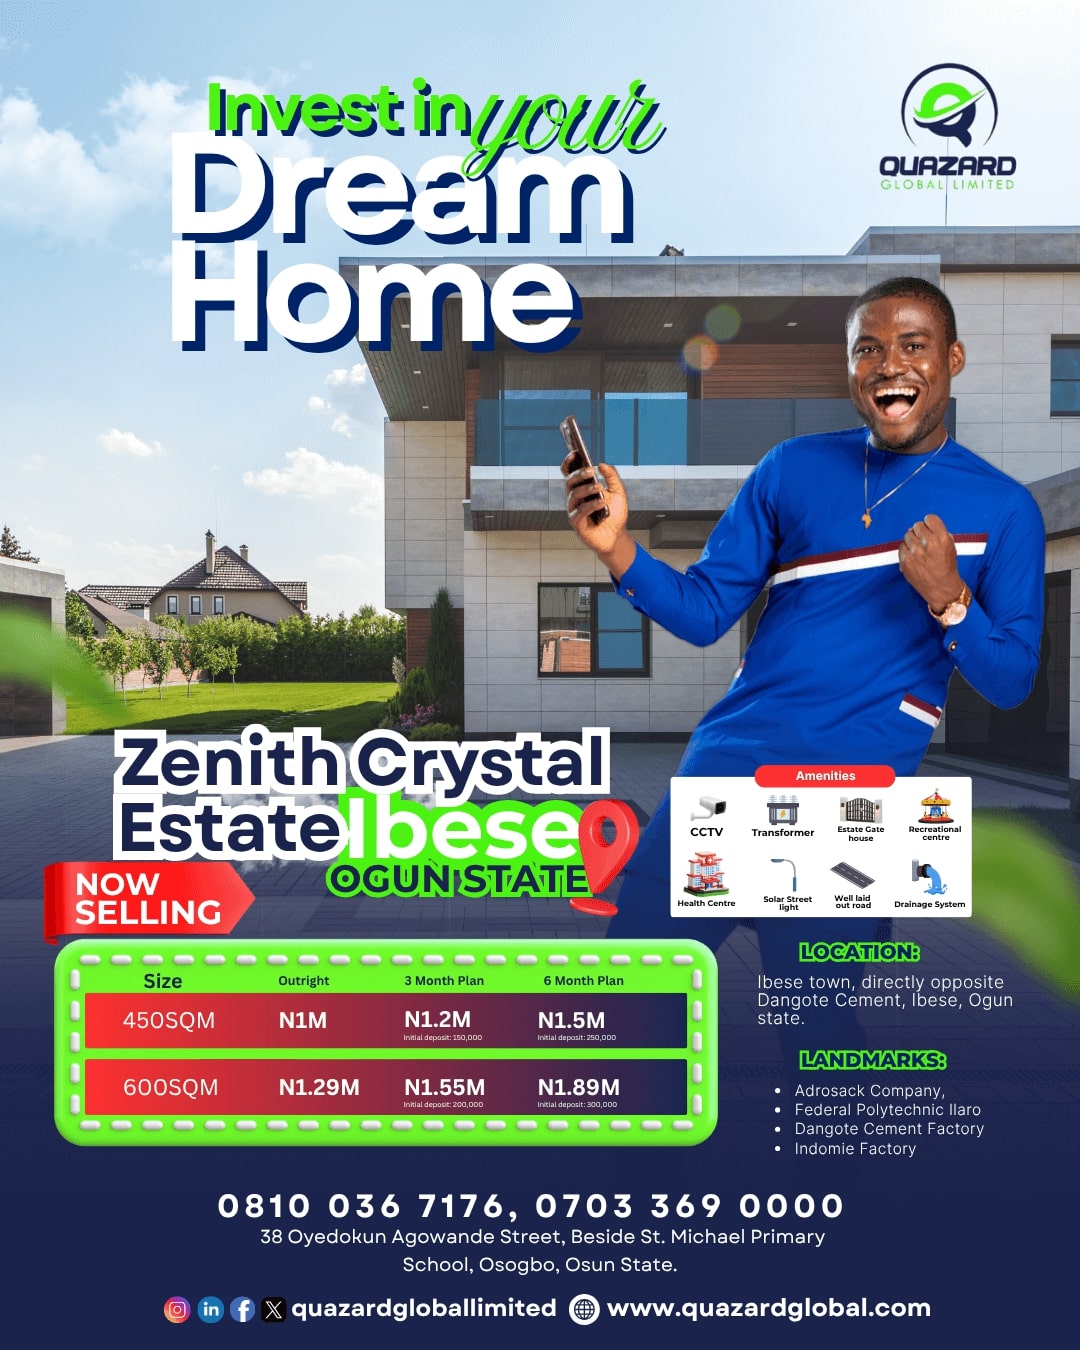 Invest in your
Dream
Home
QUAZARD
GLOBAL LIMITED
Zenith Crystal
Estate Ibese
OGUN STATE
NOW
SELLING
Amenities
CCTV
Transformer
Estate Gate
house
Recreational
centre
Health Centre
Solar Street
light
Well laid
out road
Drainage System
Size Outright 3 Month Plan 6 Month Plan
450SQM N1M N1.2M N1.5M
Initial deposit: 150,000 Initial deposit: 250,000
600SQM N1.29M N1.55M N1.89M
Initial deposit: 200,000 Initial deposit: 300,000
LOCATION:
Ibese town, directly opposite
Dangote Cement, Ibese, Ogun
state.
LANDMARKS:
• Adrosack Company,
• Federal Polytechnic Ilaro
• Dangote Cement Factory
• Indomie Factory
0810 036 7176, 0703 369 0000
38 Oyedokun Agowande Street, Beside St. Michael Primary
School, Osogbo, Osun State.
quazardgloballimited www.quazardglobal.com